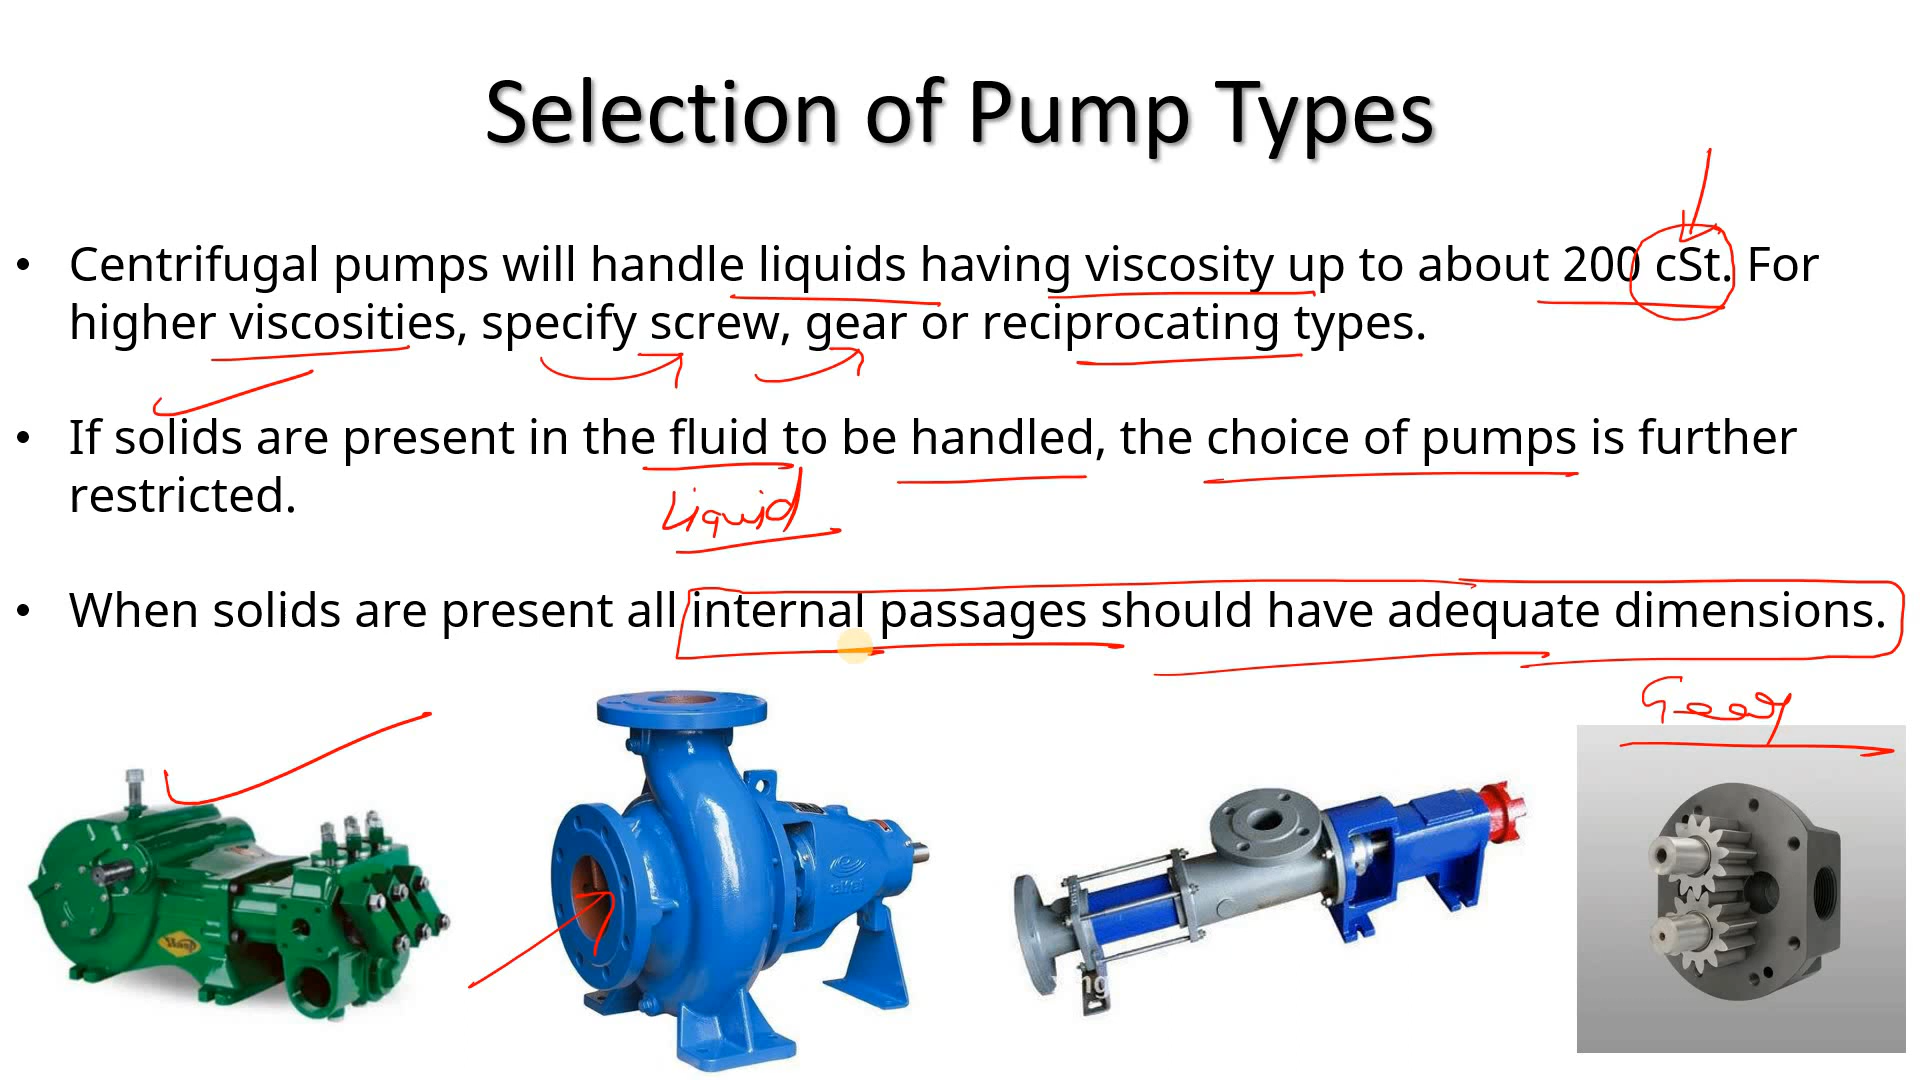 Selection of Pump Types
• Centrifugal pumps will handle liquids having viscosity up to about 200 cSt. For
higher viscosities, specify screw, gear or reciprocating types.
• If solids are present in the fluid to be handled, the choice of pumps is further
restricted.
Liquid
• When solids are present all internal passages should have adequate dimensions.
ng